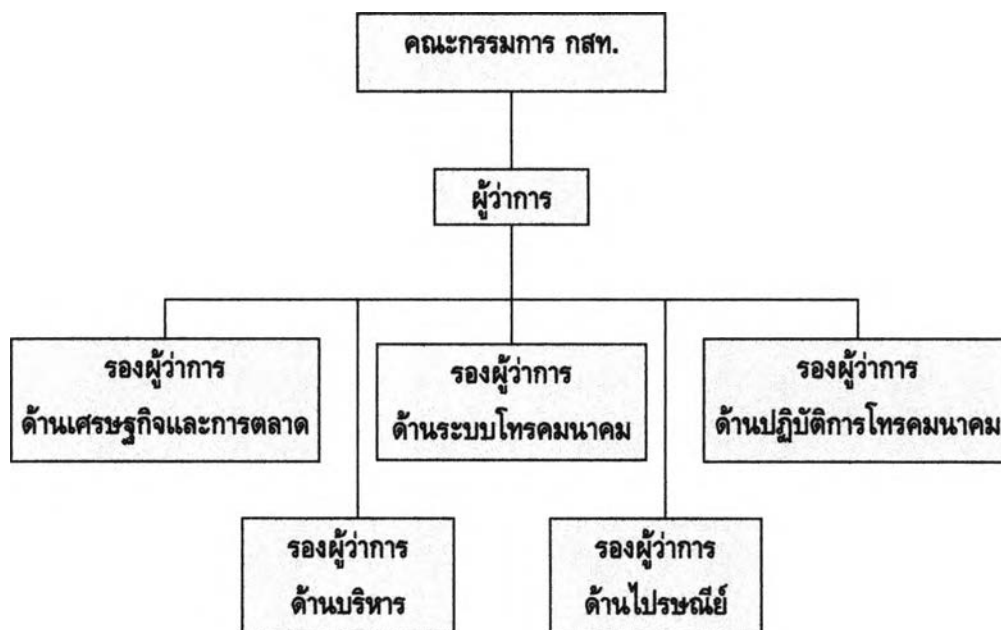 คณะกรรมการ กสท.
ผู้ว่าการ
รองผู้ว่าการ
ด้านเศรษฐกิจและการตลาด
รองผู้ว่าการ
ด้านระบบโทรคมนาคม
รองผู้ว่าการ
ด้านปฏิบัติการโทรคมนาคม
รองผู้ว่าการ
ด้านบริหาร
รองผู้ว่าการ
ด้านไปรษณีย์